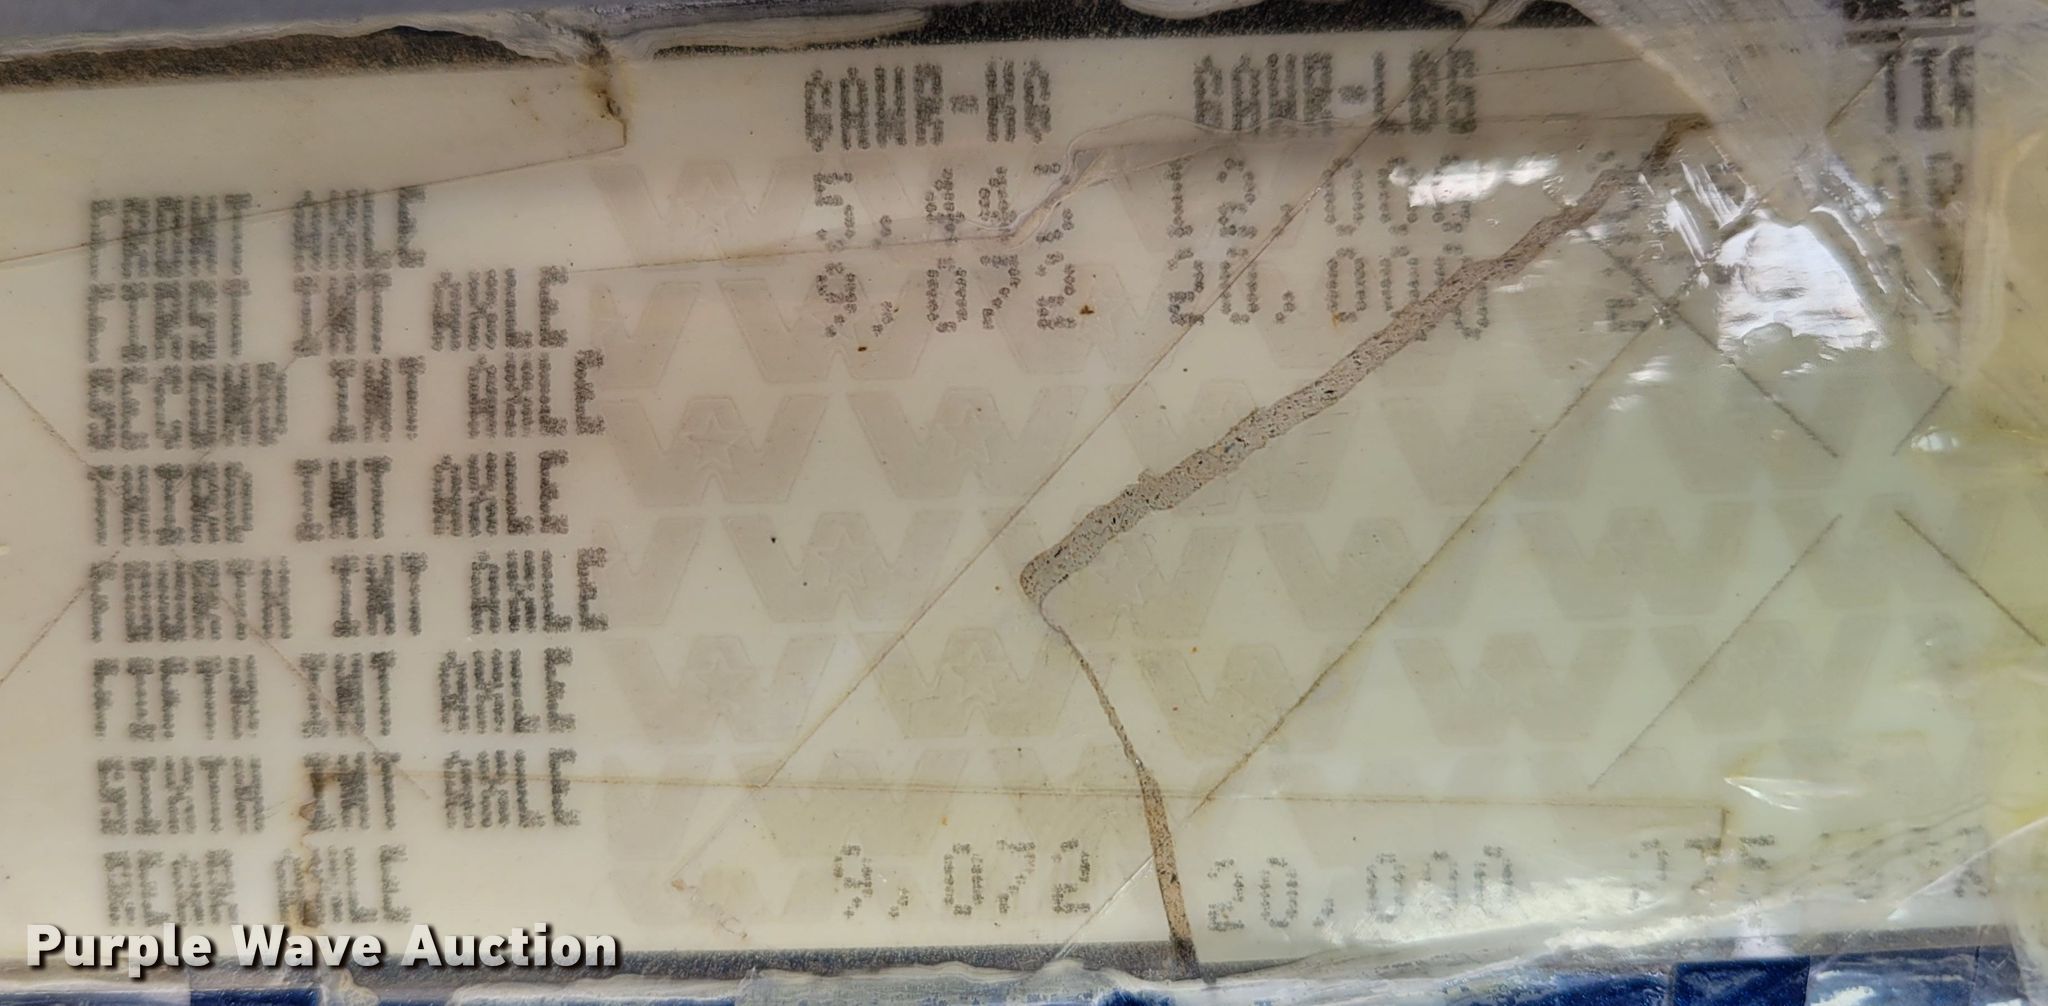 GAWR-KG GAWR-LBS TIR
FRONT AXLE 5,443 12,000
FIRST INT AXLE 9,072 20,000
SECOND INT AXLE
THIRD INT AXLE
FOURTH INT AXLE
FIFTH INT AXLE
SIXTH INT AXLE
REAR AXLE 9,072 20,000
Purple Wave Auction